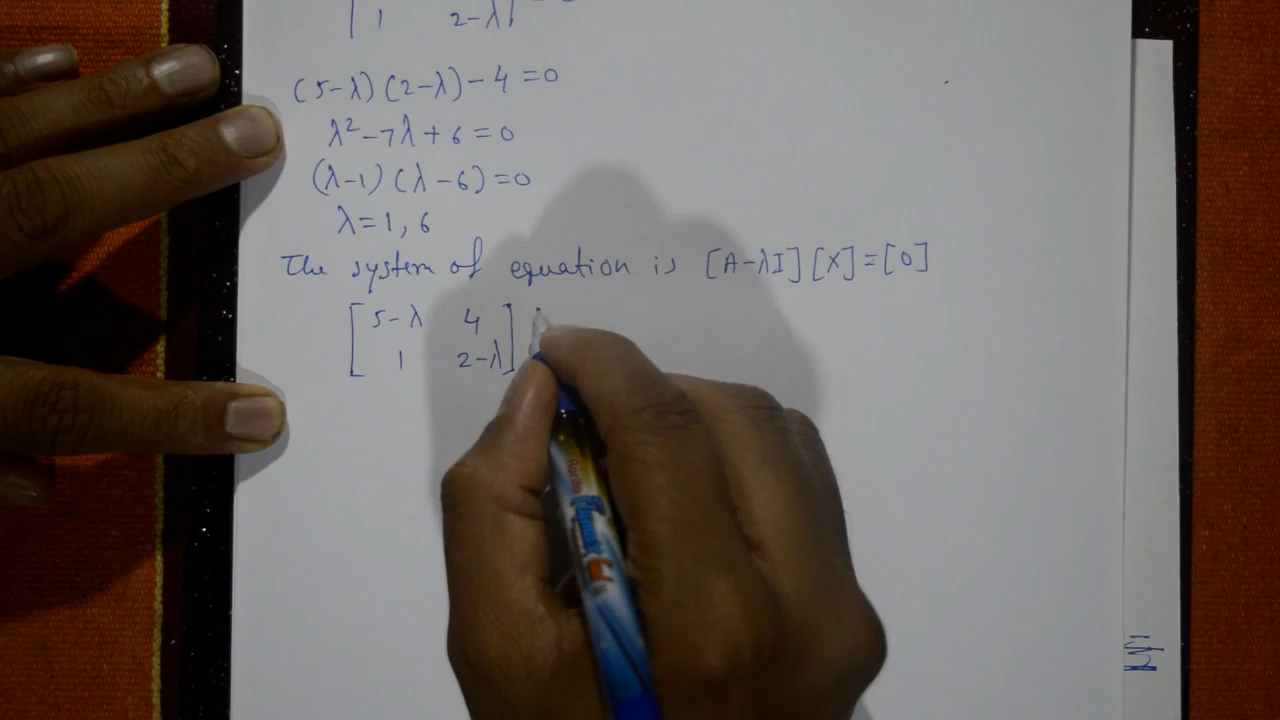 1 2-λ
(5-λ)(2-λ)-4=0
λ²-7λ+6=0
(λ-1)(λ-6)=0
λ=1,6
The system of equation is [A-λI][X]=[0]
5-λ 4
1 2-λ